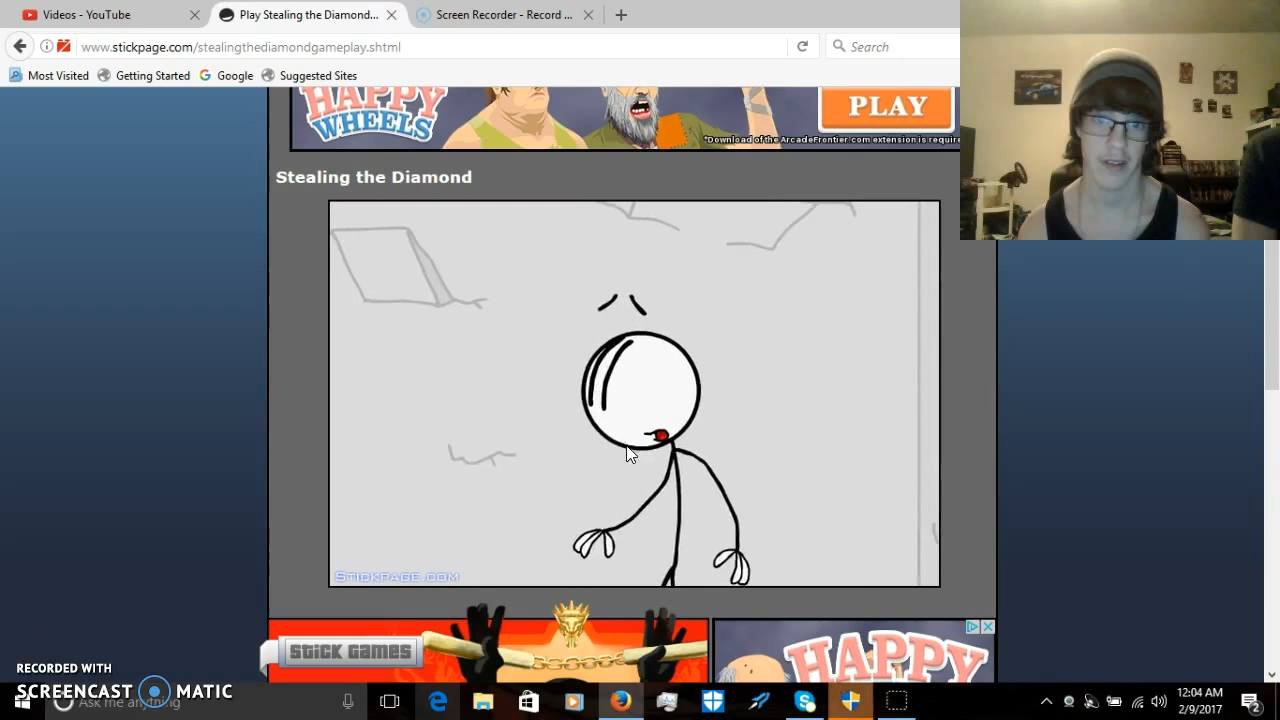 Videos - YouTube
Play Stealing the Diamond...
Screen Recorder - Record ...
www.stickpage.com/stealingthediamondgameplay.shtml
Search
Most Visited
Getting Started
Google
Suggested Sites
HAPPY
WHEELS
PLAY
*Download of the ArcadeFrontier.com extension is require
Stealing the Diamond
STICKPAGE.COM
STICK GAMES
HAPPY
RECORDED WITH
SCREENCAST MATIC
Ask me anything
12:04 AM
2/9/2017
2